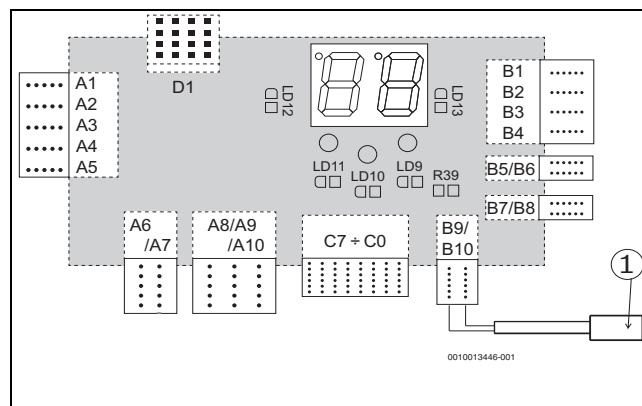 D1
A1
A2
A3
A4
A5
LD12
LD13
B1
B2
B3
B4
LD11
LD10
LD9
R39
B5/B6
B7/B8
A6
/A7
A8/A9
/A10
C7 ÷ C0
B9/
B10
1
0010013446-001